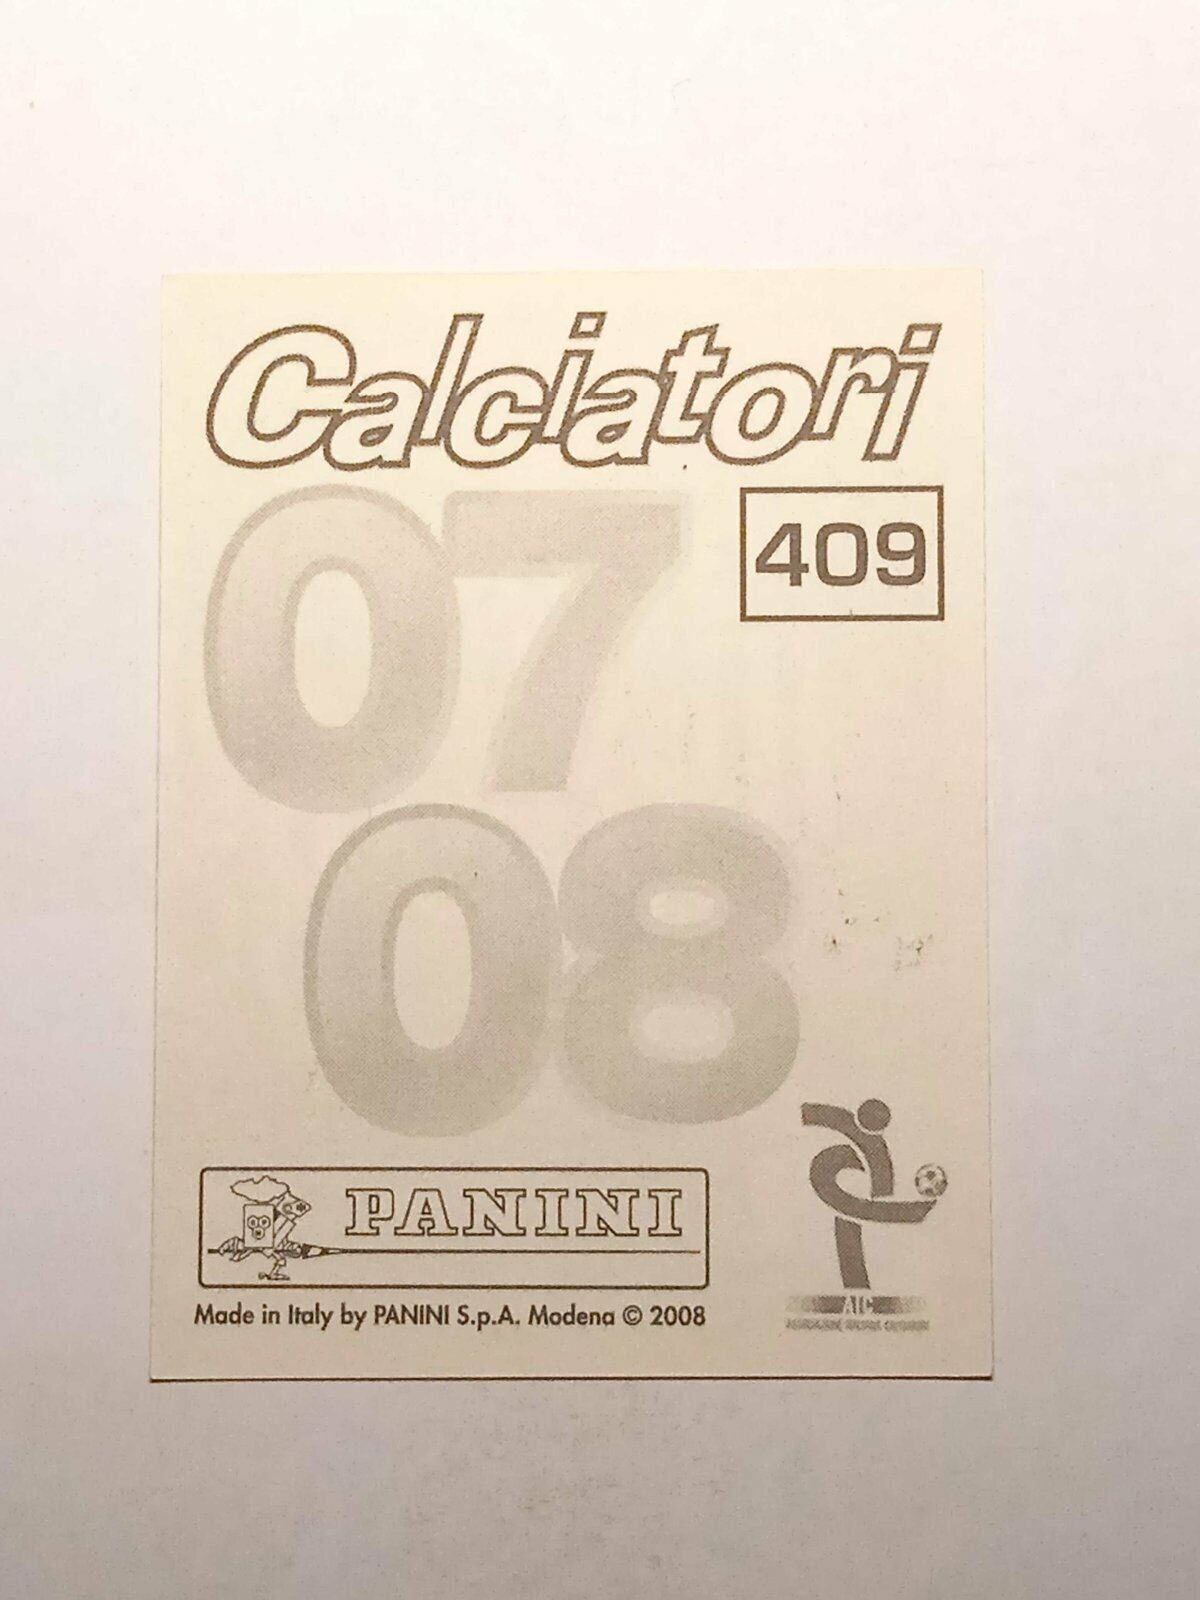 Calciatori
07
409
08
PANINI
Made in Italy by PANINI S.p.A. Modena © 2008
AIC